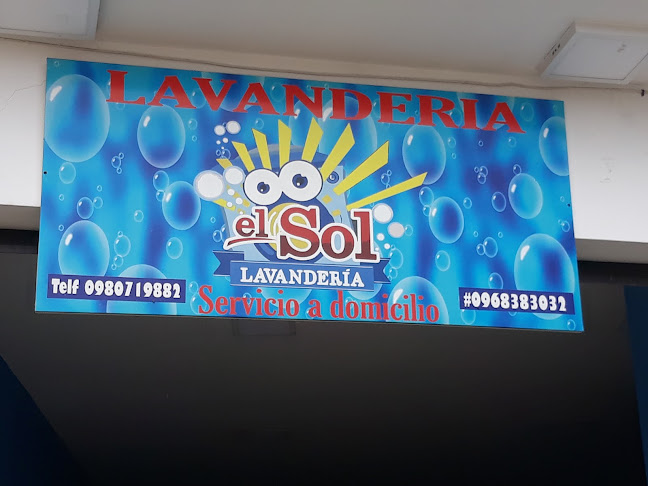 LAVANDERIA
el Sol
LAVANDERÍA
Servicio a domicilio
Telf 0980719882
#0968383032